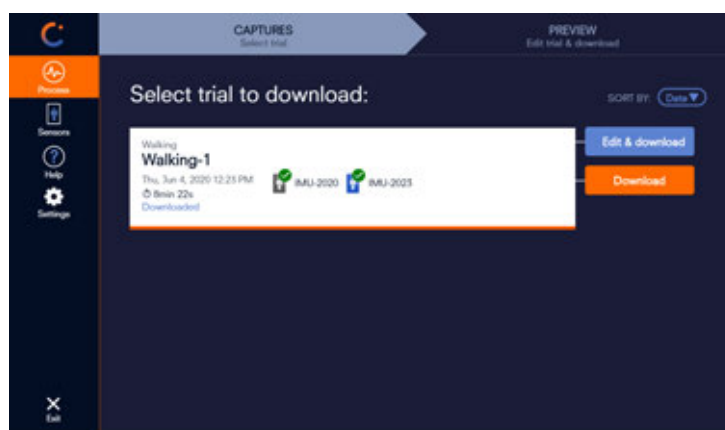 CAPTURES
Select trial
PREVIEW
Edit trial & download
Process
Sensors
Help
Settings
Exit
Select trial to download:
SORT BY: Date
Walking
Walking-1
Thu, Jun 4, 2020 12:23 PM
8min 22s
Downloaded
IMU-2020
IMU-2023
Edit & download
Download